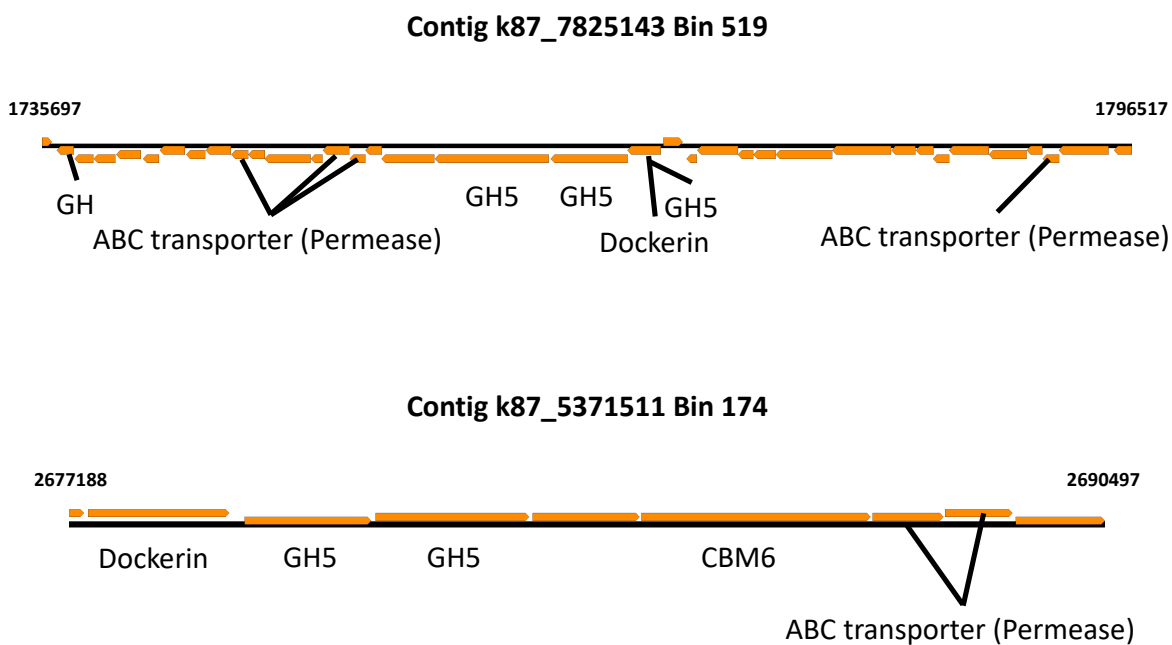 Contig k87_7825143 Bin 519
1735697
1796517
GH
GH5
GH5
GH5
ABC transporter (Permease)
Dockerin
ABC transporter (Permease)
Contig k87_5371511 Bin 174
2677188
2690497
Dockerin
GH5
GH5
CBM6
ABC transporter (Permease)